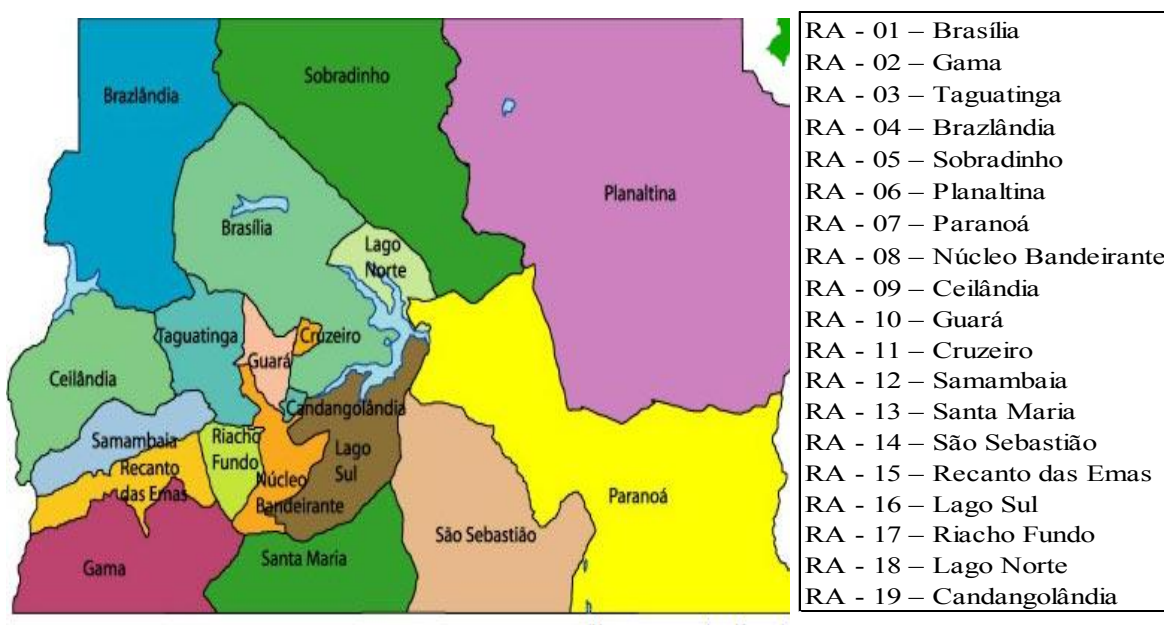 Sobradinho
Brazlândia
Planaltina
Brasília
Lago
Norte
Taguatinga
Cruzeiro
Guará
Ceilândia
Candangolândia
Samambaia
Riacho
Fundo
Lago
Sul
Recanto
das Emas
Núcleo
Bandeirante
Paranoá
São Sebastião
Santa Maria
Gama
RA - 01 – Brasília
RA - 02 – Gama
RA - 03 – Taguatinga
RA - 04 – Brazlândia
RA - 05 – Sobradinho
RA - 06 – Planaltina
RA - 07 – Paranoá
RA - 08 – Núcleo Bandeirante
RA - 09 – Ceilândia
RA - 10 – Guará
RA - 11 – Cruzeiro
RA - 12 – Samambaia
RA - 13 – Santa Maria
RA - 14 – São Sebastião
RA - 15 – Recanto das Emas
RA - 16 – Lago Sul
RA - 17 – Riacho Fundo
RA - 18 – Lago Norte
RA - 19 – Candangolândia